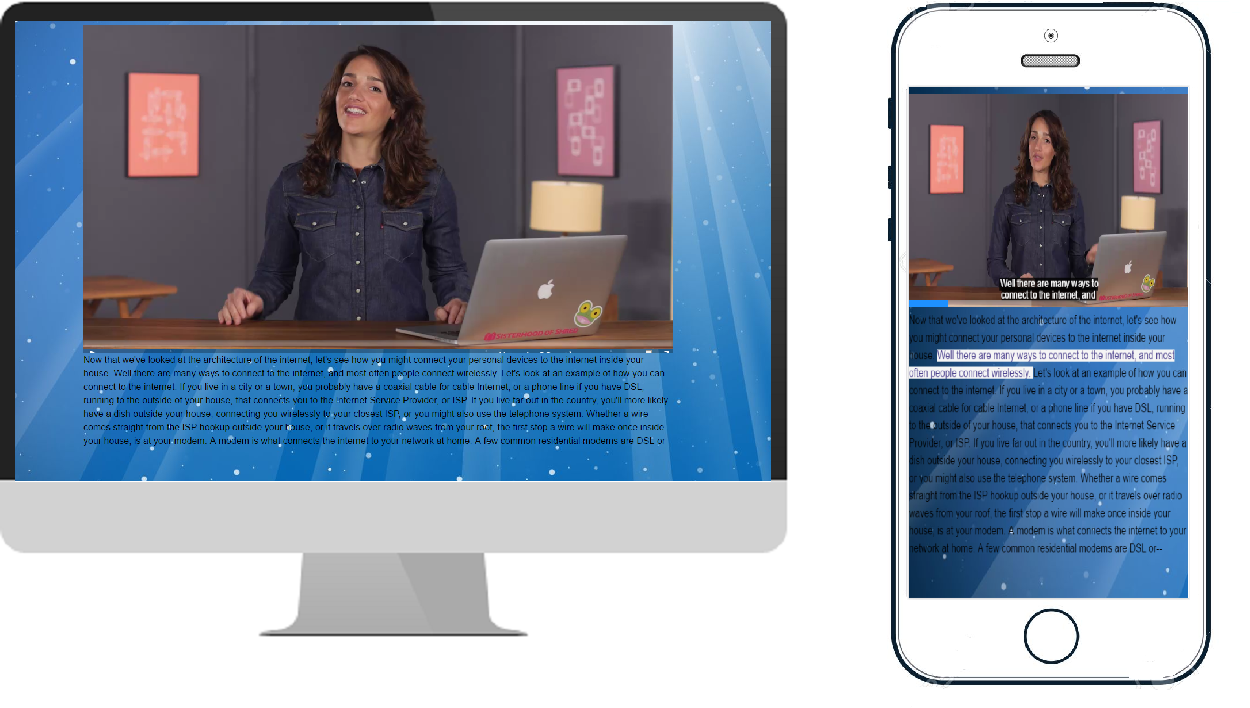 SISTERHOOD OF S
Now that we've looked at the architecture of the internet, let's see how you might connect your personal devices to the internet inside your
house. Well there are many ways to connect to the internet, and most often people connect wirelessly. Let's look at an example of how you can
connect to the internet. If you live in a city or a town, you probably have a coaxial cable for cable Internet, or a phone line if you have DSL,
running to the outside of your house, that connects you to the Internet Service Provider, or ISP. If you live far out in the country, you'll more likely
have a dish outside your house, connecting you wirelessly to your closest ISP, or you might also use the telephone system. Whether a wire
comes straight from the ISP hookup outside your house, or it travels over radio waves from your roof, the first stop a wire will make once inside
your house, is at your modem. A modem is what connects the internet to your network at home. A few common residential modems are DSL or
Well there are many ways to
connect to the internet, and
Now that we've looked at the architecture of the internet, let's see how
you might connect your personal devices to the internet inside your
house. Well there are many ways to connect to the internet, and most
often people connect wirelessly. Let's look at an example of how you can
connect to the internet. If you live in a city or a town, you probably have a
coaxial cable for cable Internet, or a phone line if you have DSL, running
to the outside of your house, that connects you to the Internet Service
Provider, or ISP. If you live far out in the country, you'll more likely have a
dish outside your house, connecting you wirelessly to your closest ISP,
or you might also use the telephone system. Whether a wire comes
straight from the ISP hookup outside your house, or it travels over radio
waves from your roof, the first stop a wire will make once inside your
house, is at your modem. A modem is what connects the internet to your
network at home. A few common residential modems are DSL or--